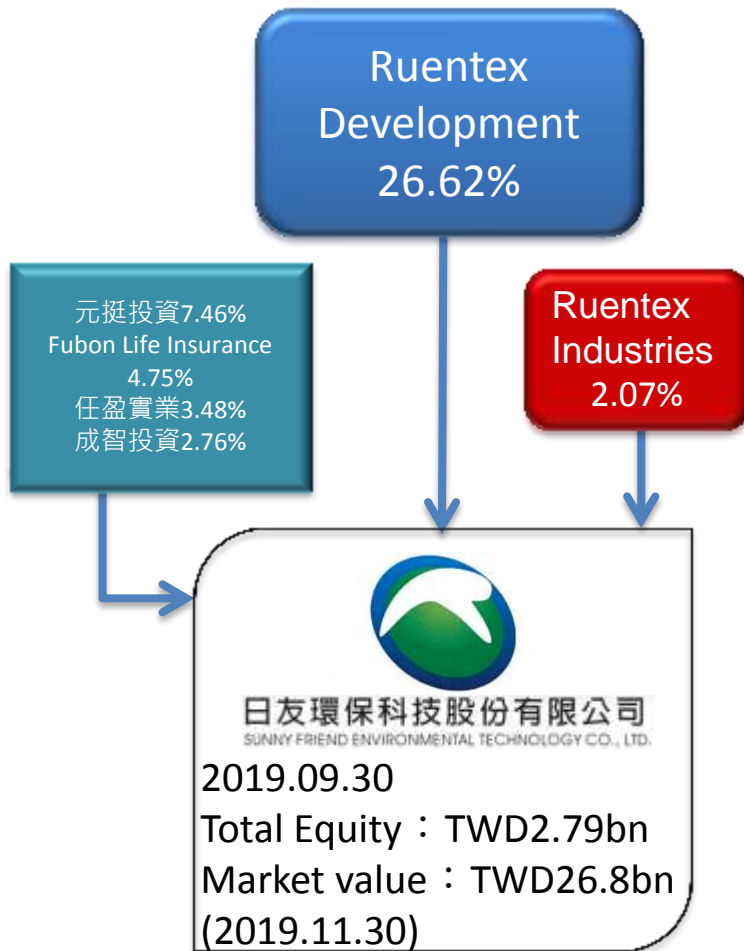 Ruentex
Development
26.62%
元挺投資7.46%
Fubon Life Insurance
4.75%
任盈實業3.48%
成智投資2.76%
Ruentex
Industries
2.07%
日友環保科技股份有限公司
SUNNY FRIEND ENVIRONMENTAL TECHNOLOGY CO., LTD.
2019.09.30
Total Equity：TWD2.79bn
Market value：TWD26.8bn
(2019.11.30)